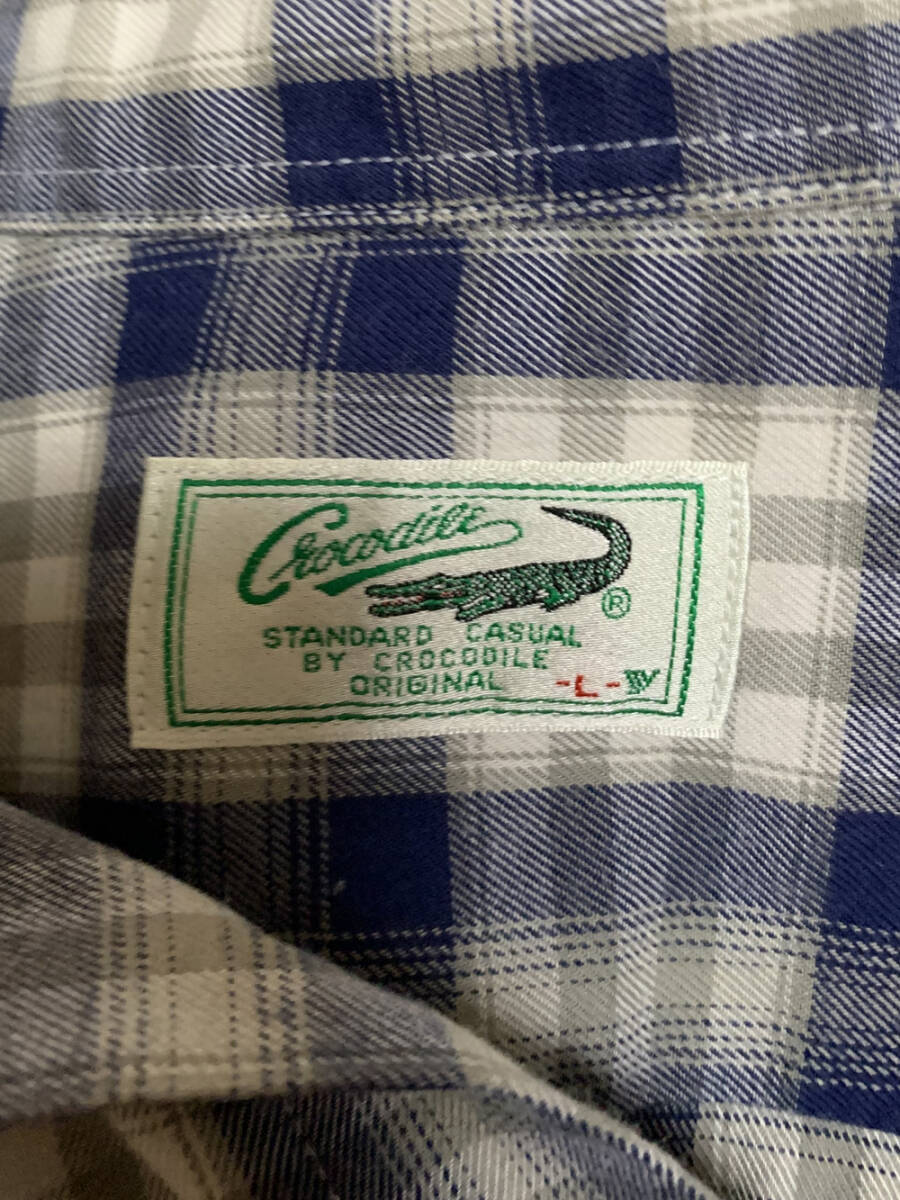 Crocodile
®
STANDARD CASUAL
BY CROCODILE
ORIGINAL -L-